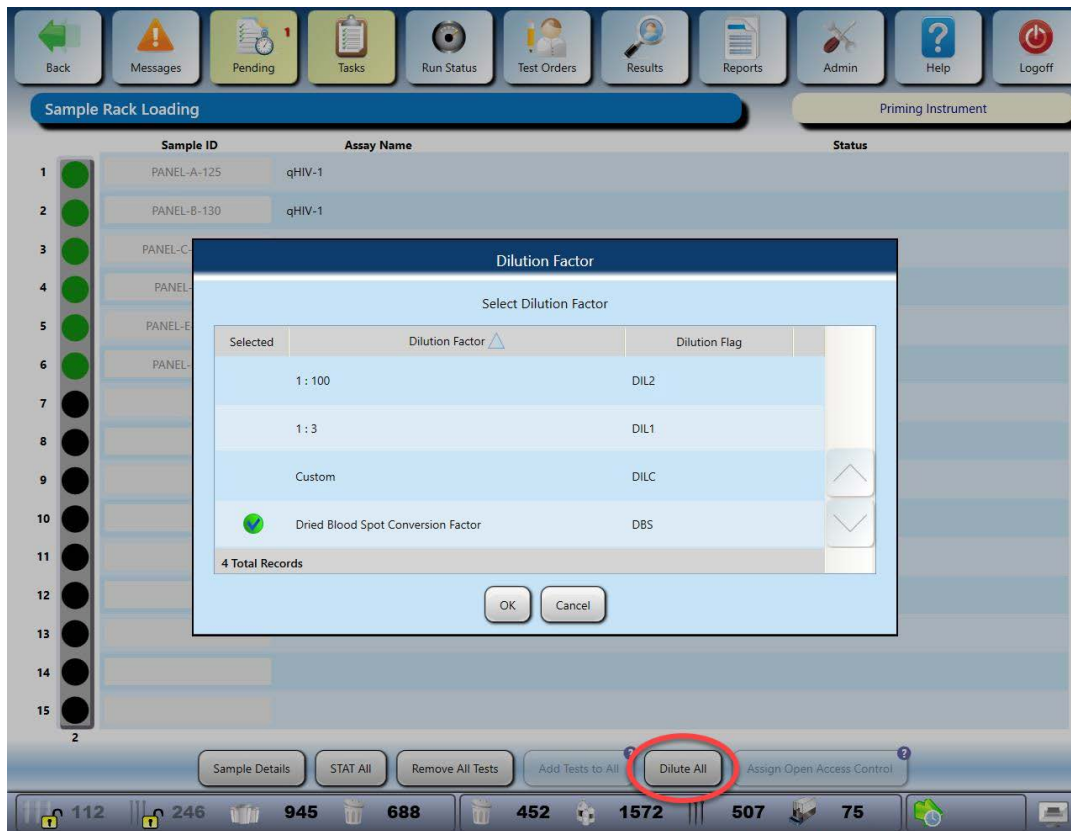 Back
Messages
Pending
1
Tasks
Run Status
Test Orders
Results
Reports
Admin
?
Help
Logoff
Sample Rack Loading
Priming Instrument
Sample ID Assay Name Status
1 PANEL-A-125 qHIV-1
2 PANEL-B-130 qHIV-1
3 PANEL-C-
4 PANEL-
5 PANEL-E
6 PANEL-
7
8
9
10
11
12
13
14
15
2
Dilution Factor
Select Dilution Factor
Selected Dilution Factor Dilution Flag
1 : 100 DIL2
1 : 3 DIL1
Custom DILC
Dried Blood Spot Conversion Factor DBS
4 Total Records
OK Cancel
Sample Details STAT All Remove All Tests Add Tests to All ? Dilute All Assign Open Access Control ?
112 246 945 688 452 1572 507 75